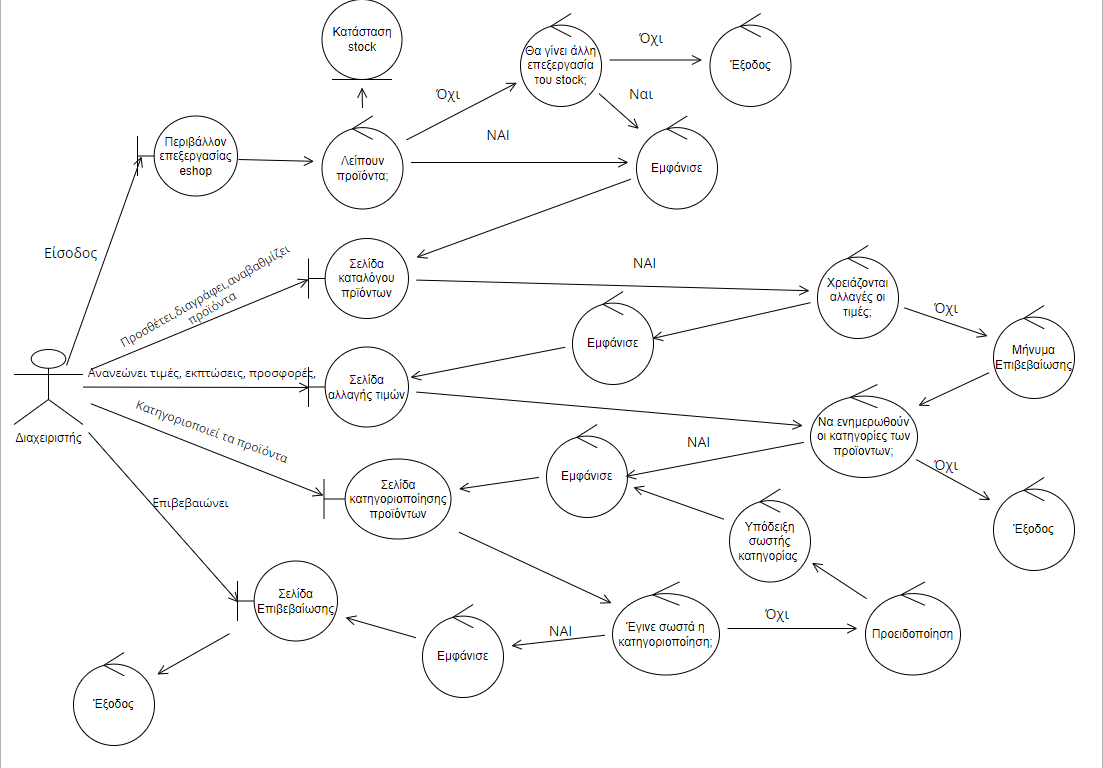 Κατάσταση
stock
Θα γίνει άλλη
επεξεργασία
του stock;
Όχι
Έξοδος
Όχι
Ναι
ΝΑΙ
Περιβάλλον
επεξεργασίας
eshop
Λείπουν
προϊόντα;
Εμφάνισε
Είσοδος
Προσθέτει,διαγράφει,αναβαθμίζει
προϊόντα
Σελίδα
καταλόγου
πρϊόντων
ΝΑΙ
Χρειάζονται
αλλαγές οι
τιμές;
Όχι
Εμφάνισε
Μήνυμα
Επιβεβαίωσης
Ανανεώνει τιμές, εκπτώσεις, προσφορές,
Σελίδα
αλλαγής τιμών
Διαχειριστής
Κατηγοριοποιεί τα προϊόντα
Να ενημερωθούν
οι κατηγορίες των
προϊοντων;
ΝΑΙ
Όχι
Εμφάνισε
Σελίδα
κατηγοριοποίησης
προϊόντων
Επιβεβαιώνει
Υπόδειξη
σωστής
κατηγορίας
Έξοδος
Σελίδα
Επιβεβαίωσης
ΝΑΙ
Έγινε σωστά η
κατηγοριοποίηση;
Όχι
Προειδοποίηση
Εμφάνισε
Έξοδος